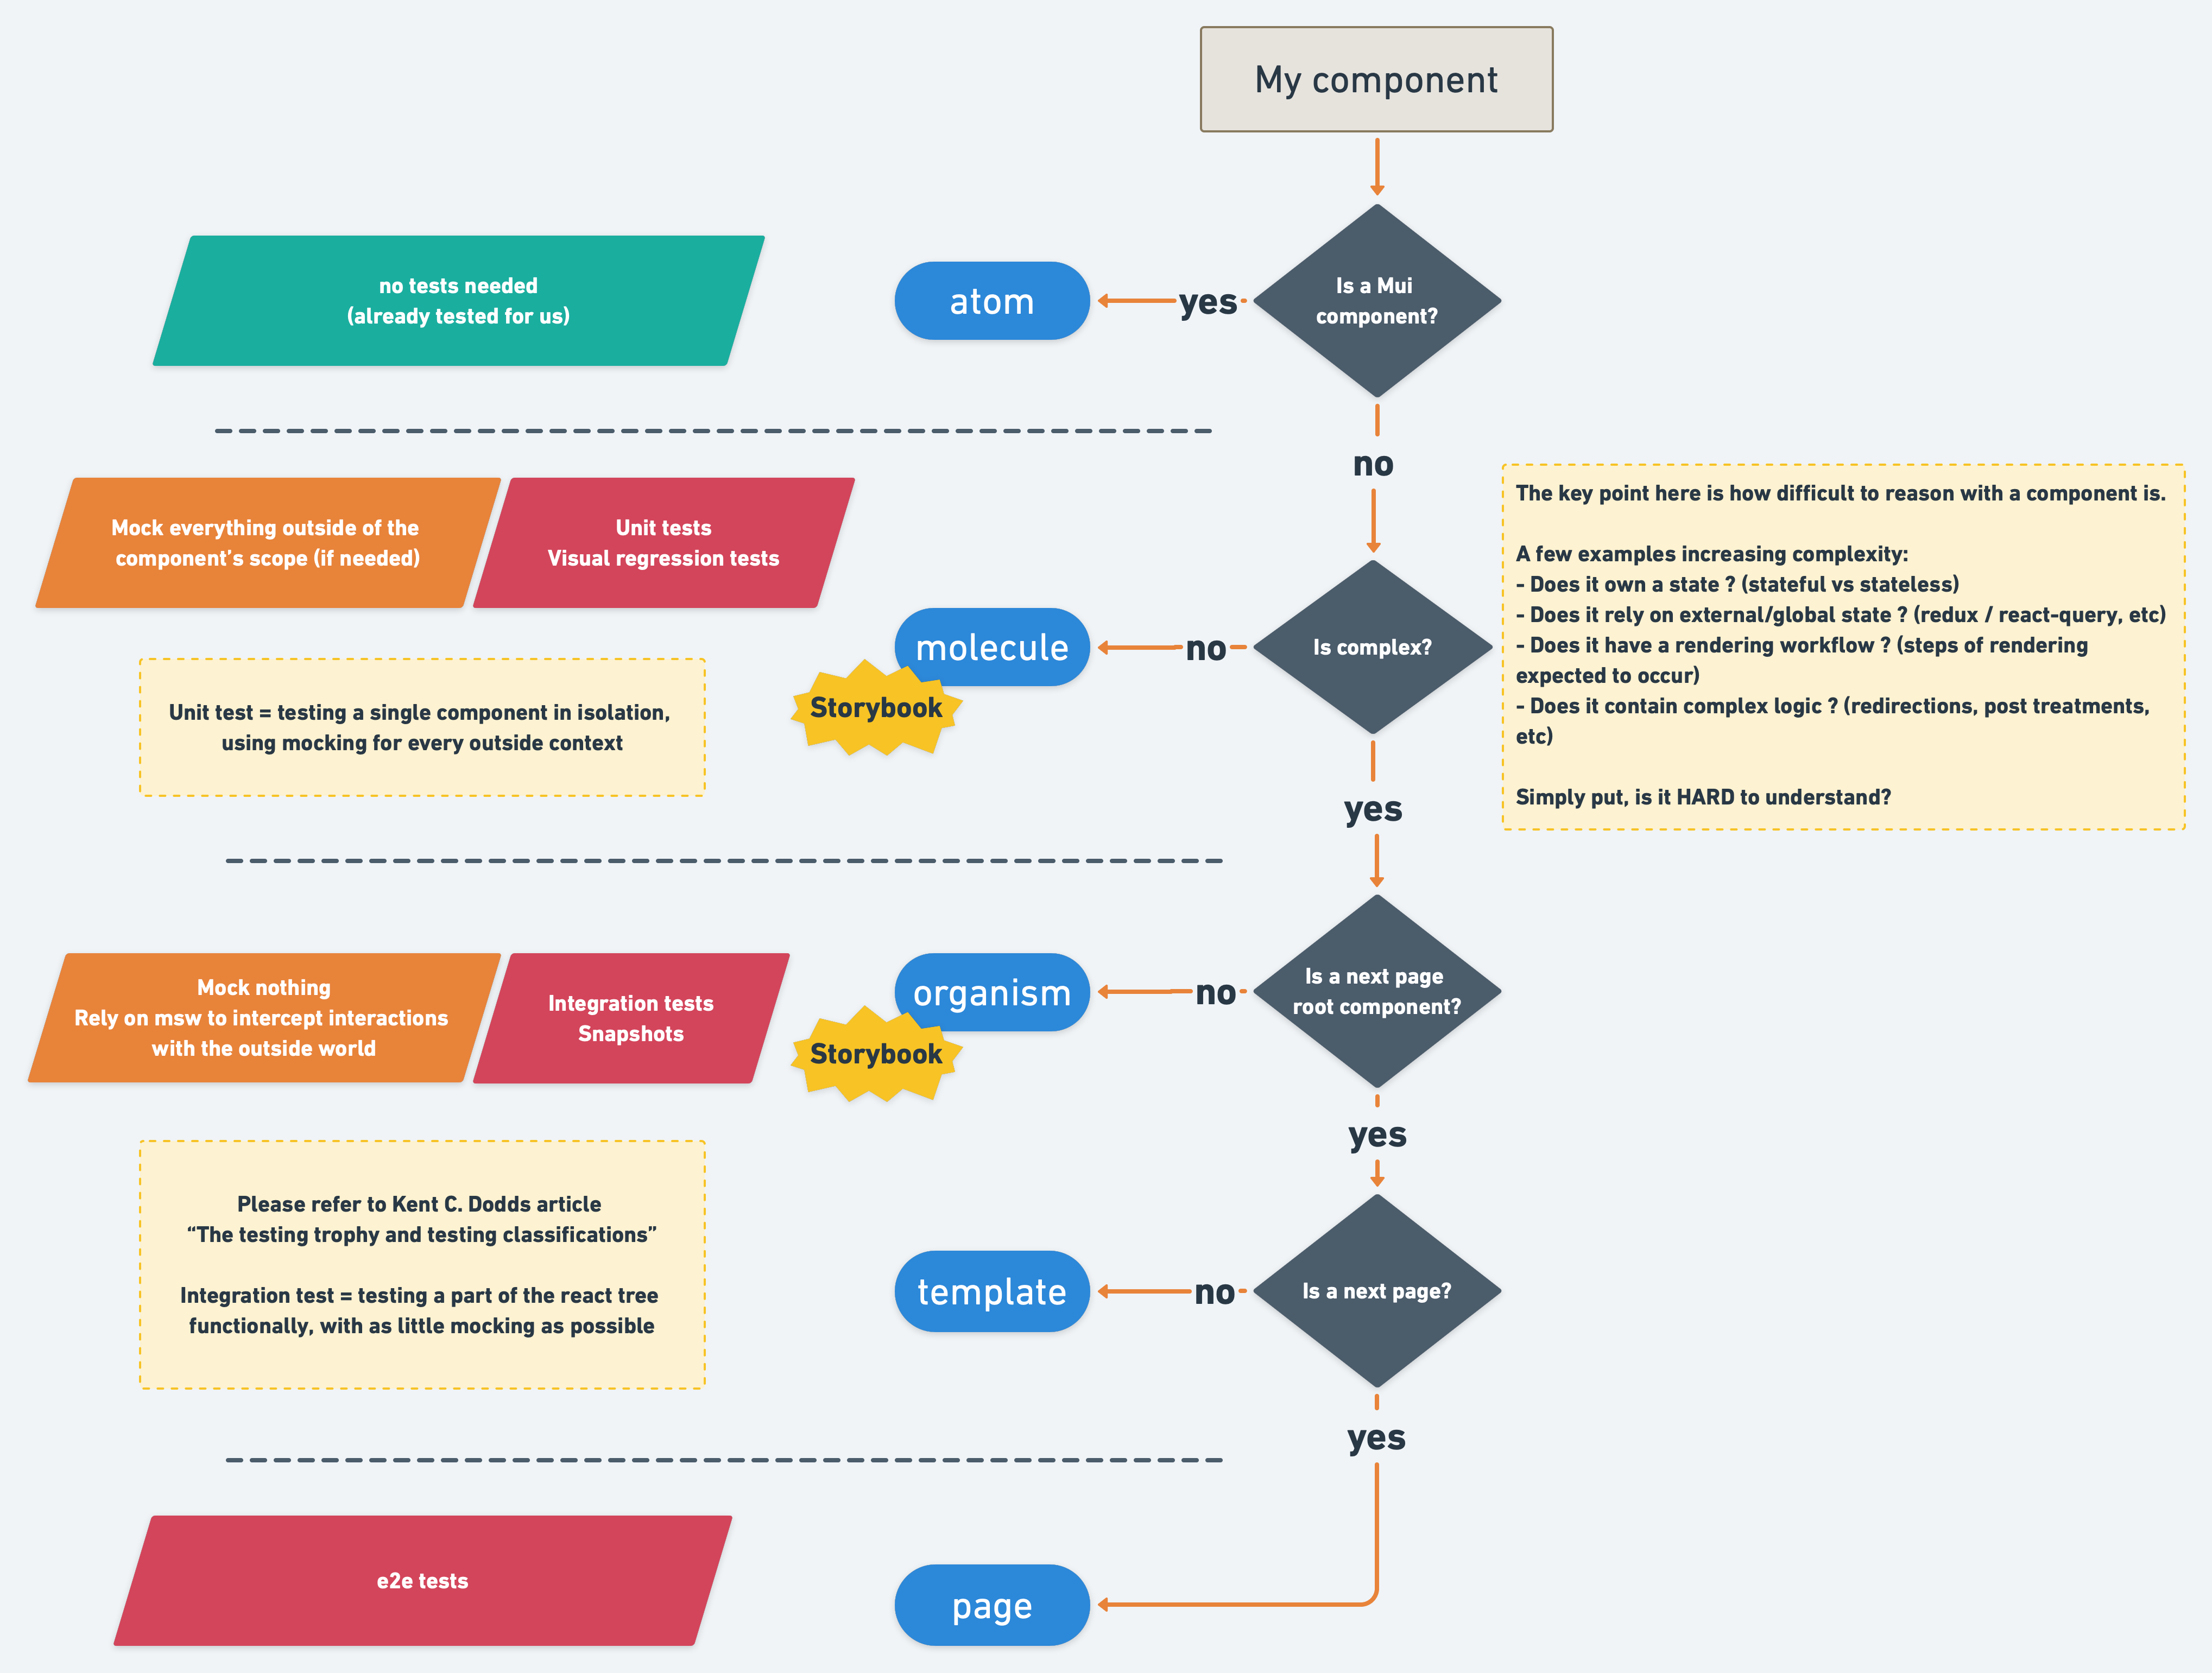 My component
Is a Mui
component?
yes
atom
no tests needed
(already tested for us)
no
Is complex?
The key point here is how difficult to reason with a component is.
A few examples increasing complexity:
- Does it own a state ? (stateful vs stateless)
- Does it rely on external/global state ? (redux / react-query, etc)
- Does it have a rendering workflow ? (steps of rendering
expected to occur)
- Does it contain complex logic ? (redirections, post treatments,
etc)
Simply put, is it HARD to understand?
no
molecule
Storybook
Mock everything outside of the
component’s scope (if needed)
Unit tests
Visual regression tests
Unit test = testing a single component in isolation,
using mocking for every outside context
yes
Is a next page
root component?
no
organism
Storybook
Mock nothing
Rely on msw to intercept interactions
with the outside world
Integration tests
Snapshots
Please refer to Kent C. Dodds article
“The testing trophy and testing classifications”
Integration test = testing a part of the react tree
functionally, with as little mocking as possible
yes
Is a next page?
no
template
yes
page
e2e tests